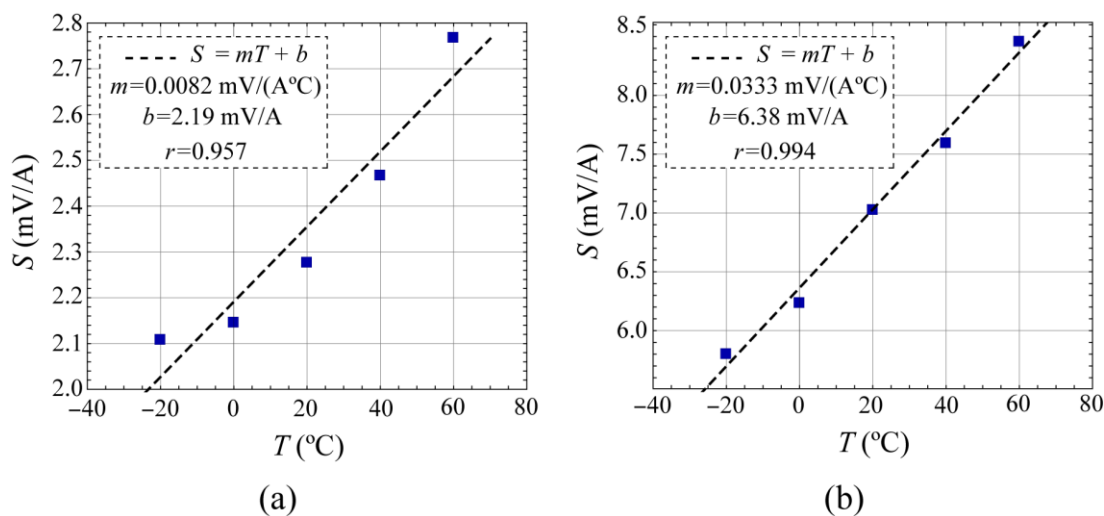 2.8
2.7
2.6
2.5
2.4
2.3
2.2
2.1
2.0
S (mV/A)
S = mT + b
m=0.0082 mV/(AºC)
b=2.19 mV/A
r=0.957
−40 −20 0 20 40 60 80
T (ºC)
(a)
8.5
8.0
7.5
7.0
6.5
6.0
S (mV/A)
S = mT + b
m=0.0333 mV/(AºC)
b=6.38 mV/A
r=0.994
−40 −20 0 20 40 60 80
T (ºC)
(b)